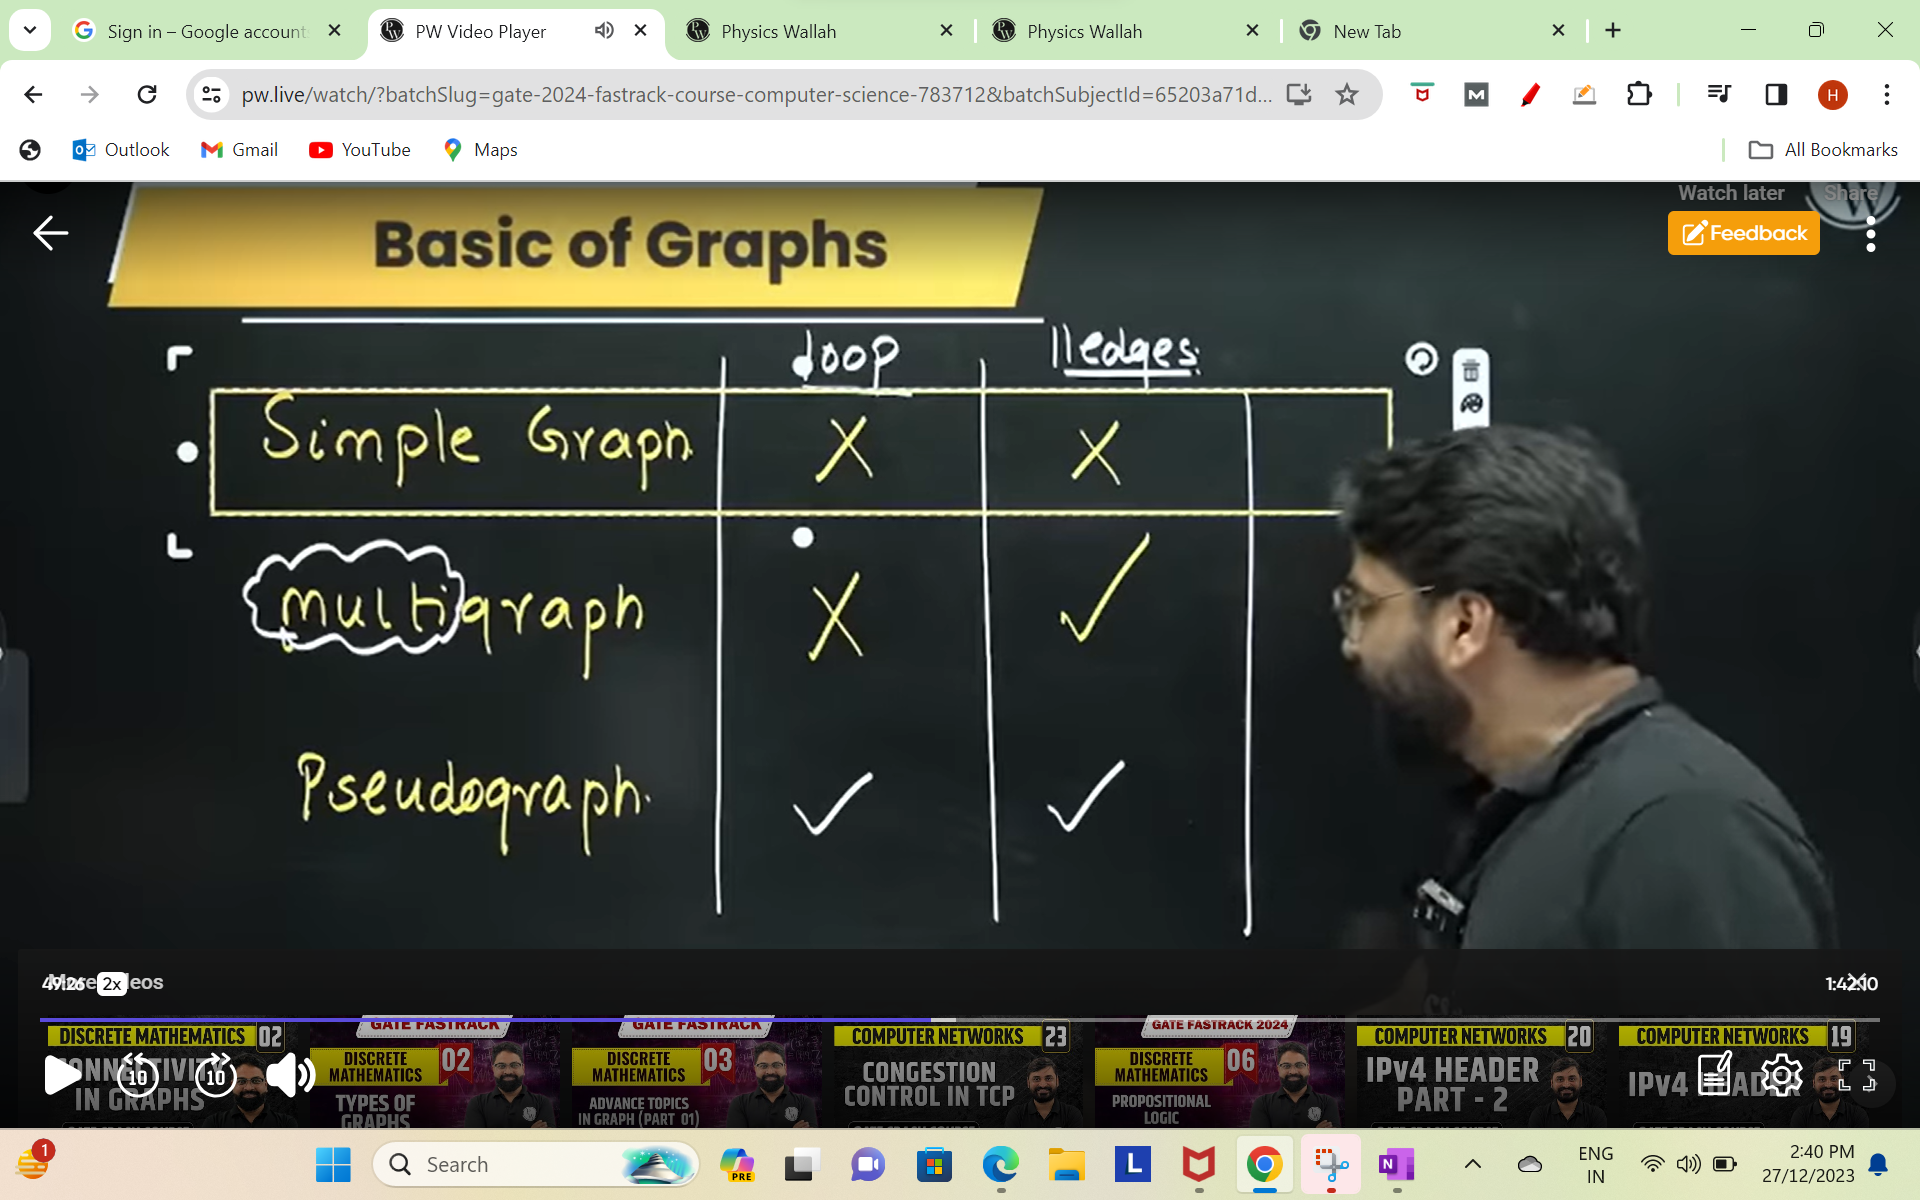 Sign in – Google accounts
PW Video Player
Physics Wallah
Physics Wallah
New Tab
pw.live/watch/?batchSlug=gate-2024-fastrack-course-computer-science-783712&batchSubjectId=65203a71d...
H
Outlook
Gmail
YouTube
Maps
All Bookmarks
Watch later
Share
Feedback
Basic of Graphs
loop
|| edges
Simple Graph X X
multigraph X ✓
Pseudograph ✓ ✓
49:26
2x
More videos
1:42:10
DISCRETE MATHEMATICS 02
CONNECTIVITY
IN GRAPHS
GATE FASTRACK
DISCRETE
MATHEMATICS 02
TYPES OF
GRAPHS
GATE FASTRACK
DISCRETE
MATHEMATICS 03
ADVANCE TOPICS
IN GRAPH (PART 01)
COMPUTER NETWORKS 23
CONGESTION
CONTROL IN TCP
GATE FASTRACK 2024
DISCRETE
MATHEMATICS 06
PROPOSITIONAL
LOGIC
COMPUTER NETWORKS 20
IPv4 HEADER
PART - 2
COMPUTER NETWORKS 19
IPv4 HEADER
10
10
1
Search
PRE
L
N
ENG
IN
2:40 PM
27/12/2023